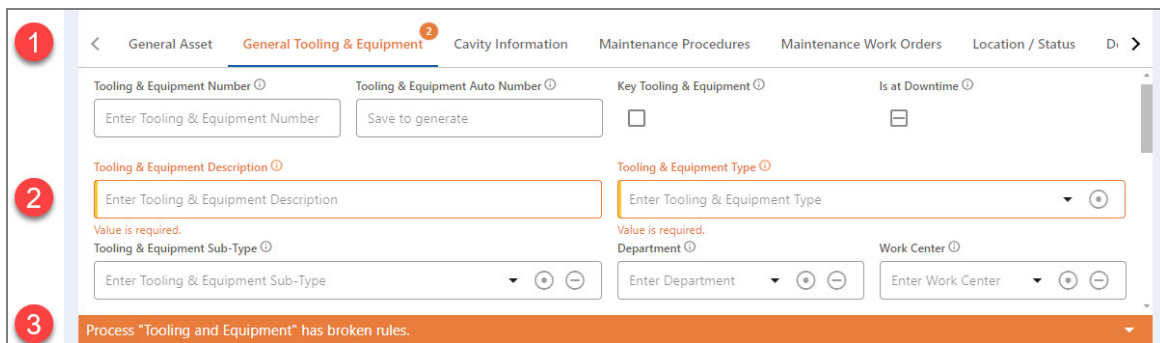 1
General Asset General Tooling & Equipment 2 Cavity Information Maintenance Procedures Maintenance Work Orders Location / Status
Tooling & Equipment Number Tooling & Equipment Auto Number Key Tooling & Equipment Is at Downtime
Enter Tooling & Equipment Number Save to generate
Tooling & Equipment Description Tooling & Equipment Type
2
Enter Tooling & Equipment Description Enter Tooling & Equipment Type
Value is required. Value is required.
Tooling & Equipment Sub-Type Department Work Center
Enter Tooling & Equipment Sub-Type Enter Department Enter Work Center
3
Process "Tooling and Equipment" has broken rules.